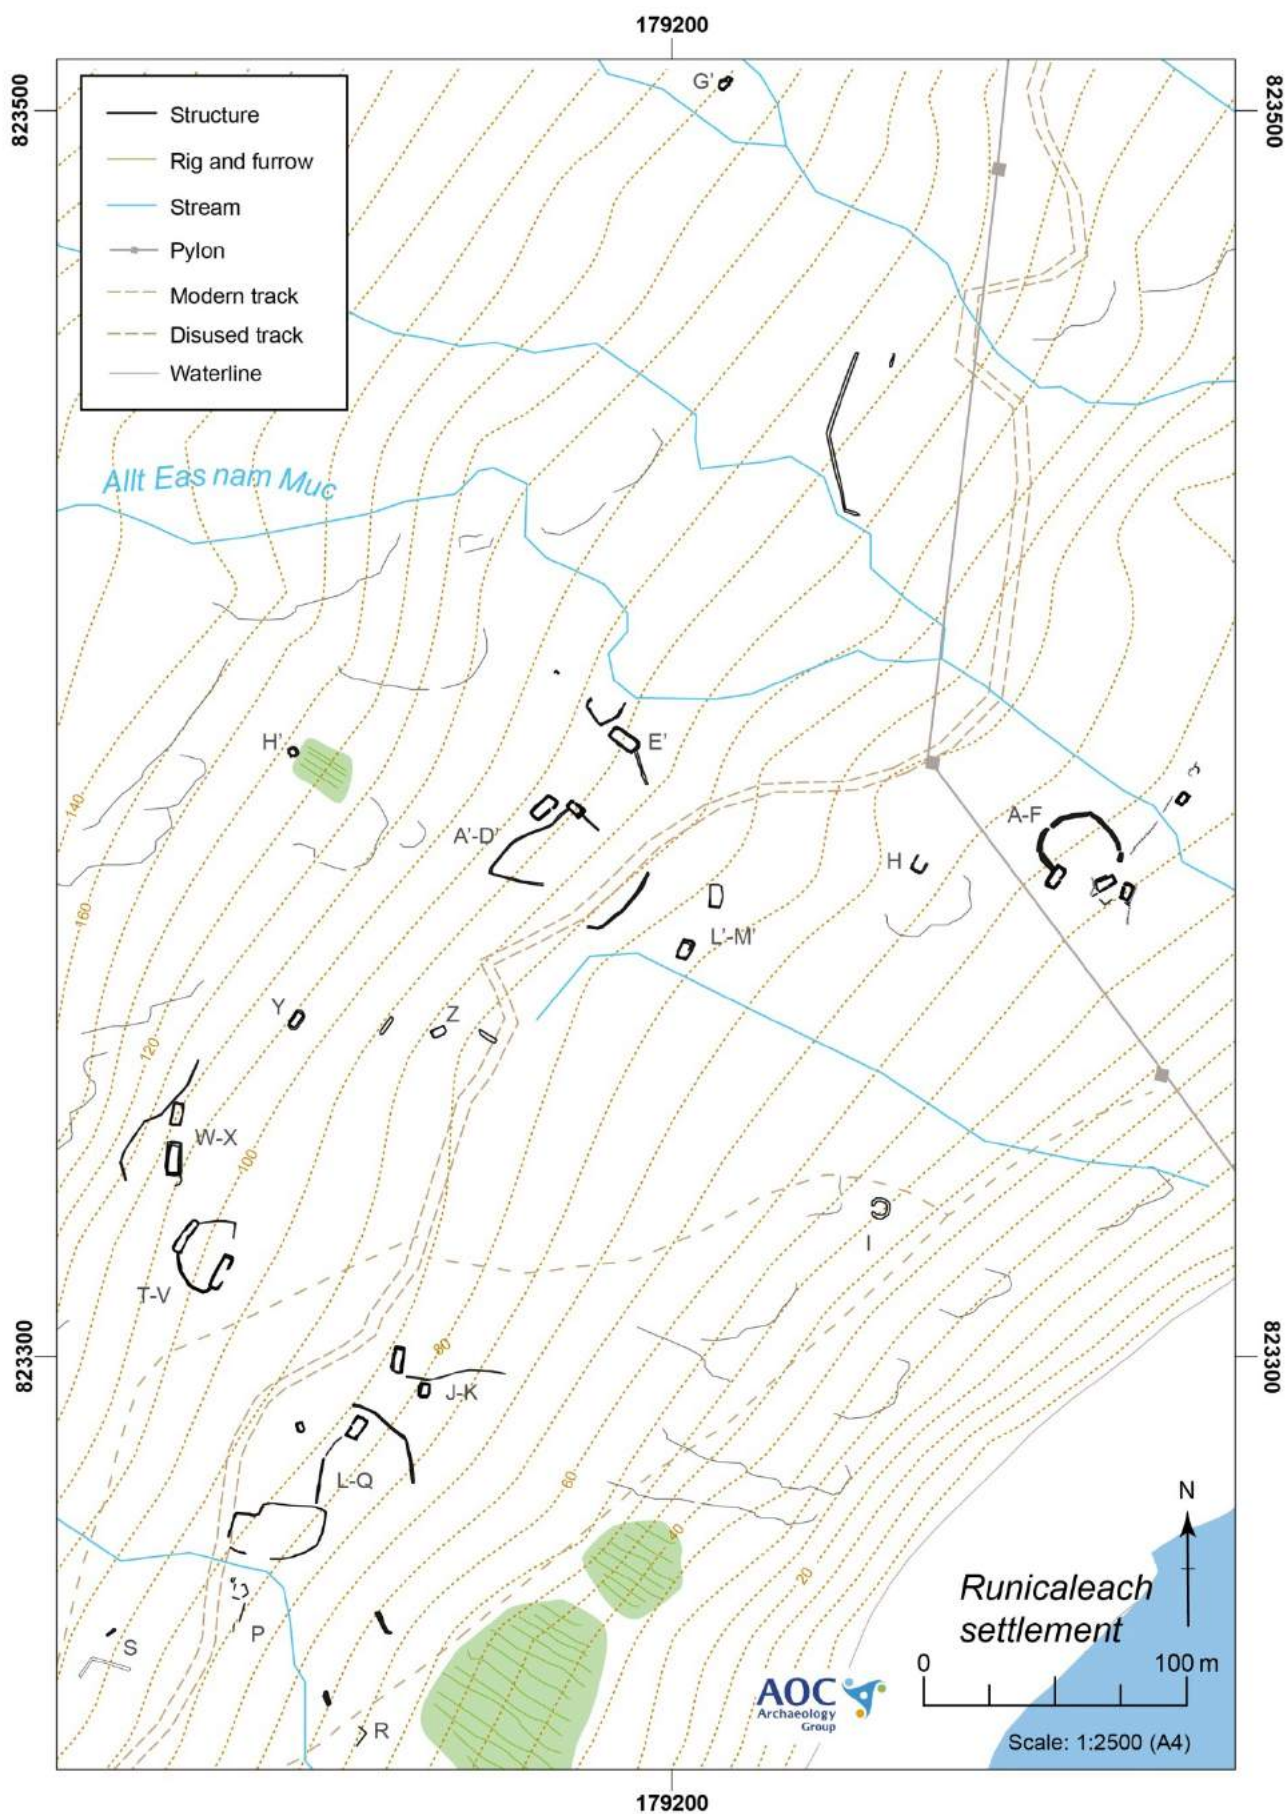 179200
823500
823500
G'
Structure
Rig and furrow
Stream
Pylon
Modern track
Disused track
Waterline
Allt Eas nam Muc
H'
E'
140
A'-D'
A-F
H
160
L'-M'
Y
Z
120
W-X
100
I
T-V
823300
823300
80
J-K
L-Q
60
N
40
20
Runicaleach
settlement
P
S
R
0
100 m
AOC
Archaeology
Group
Scale: 1:2500 (A4)
179200